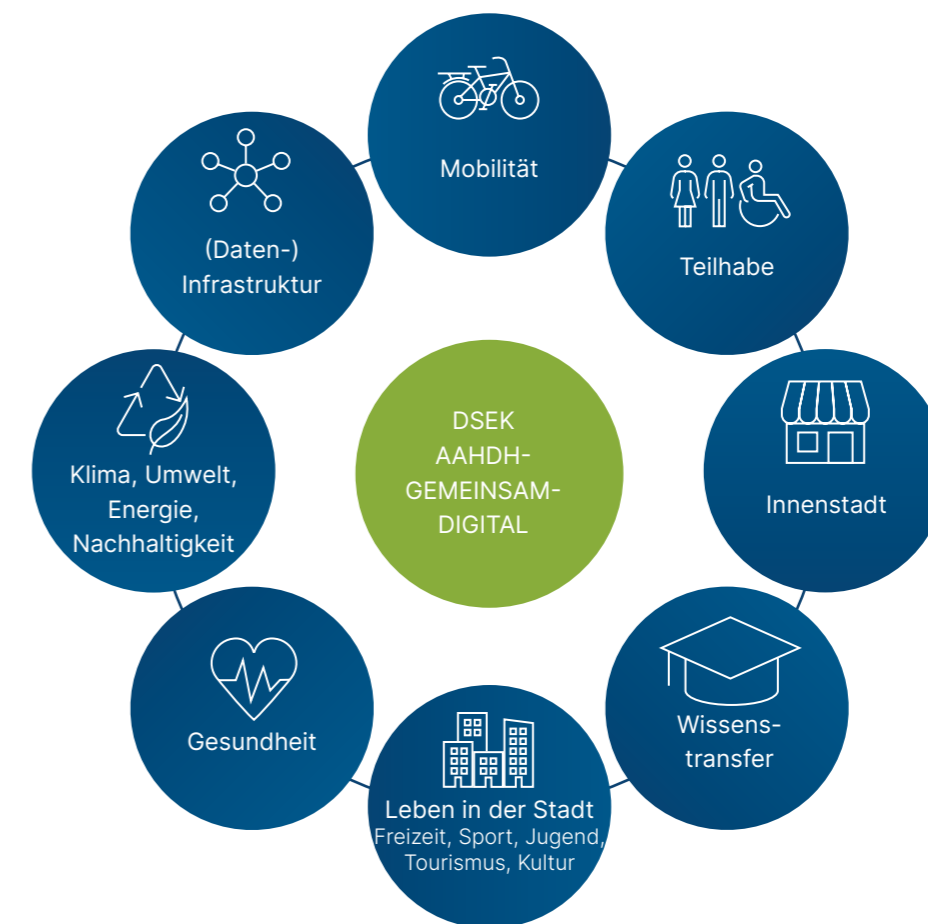 Mobilität
Teilhabe
Innenstadt
Wissens-
transfer
Leben in der Stadt
Freizeit, Sport, Jugend,
Tourismus, Kultur
Gesundheit
Klima, Umwelt,
Energie,
Nachhaltigkeit
(Daten-)
Infrastruktur
DSEK
AAHDH-
GEMEINSAM-
DIGITAL